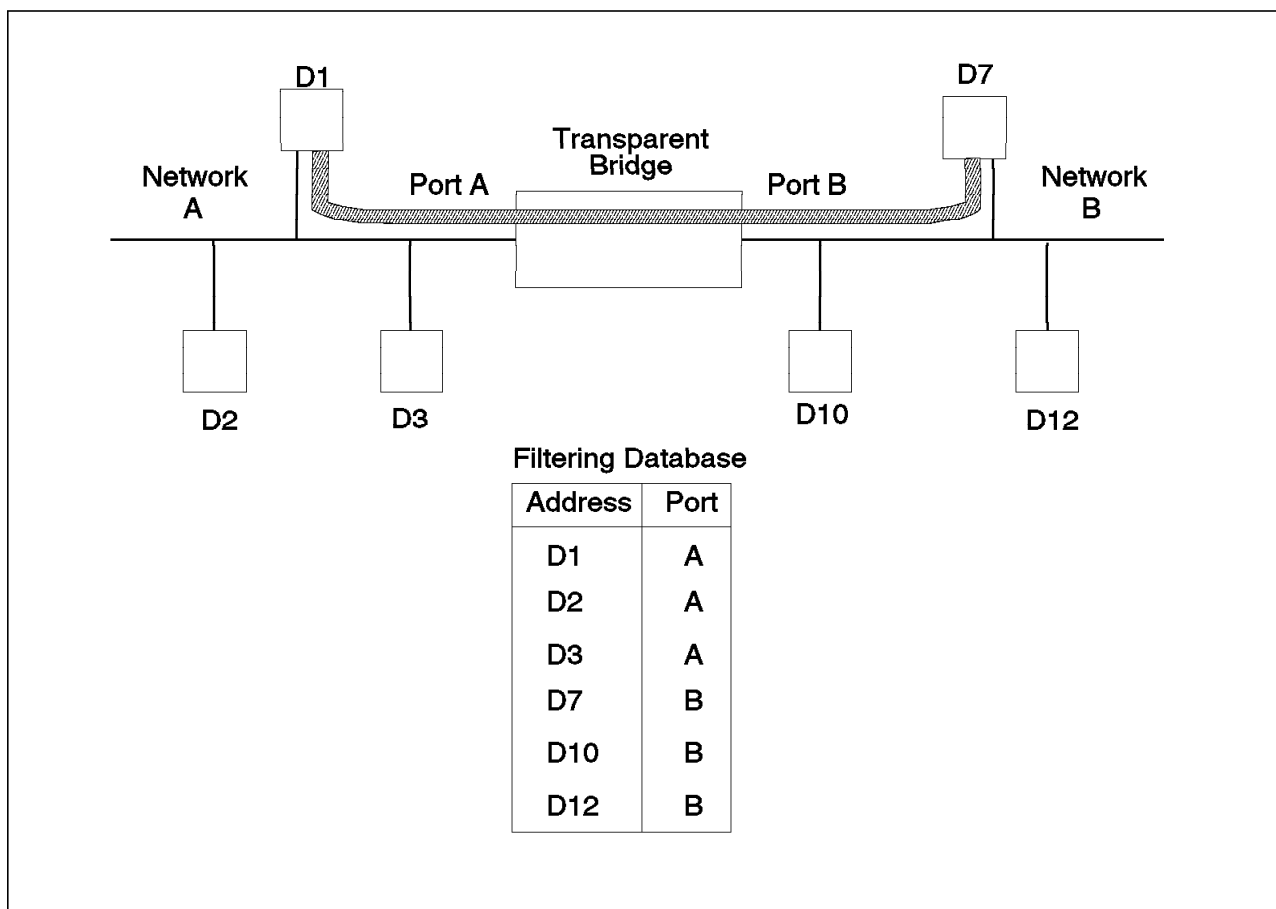 D1
D7
Transparent
Bridge
Network
A
Port A
Port B
Network
B
D2
D3
D10
D12
Filtering Database
Address Port
D1 A
D2 A
D3 A
D7 B
D10 B
D12 B